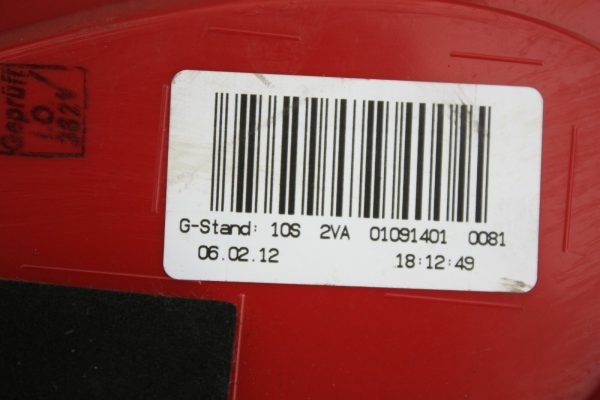 Geprüft
G-Stand: 10S 2VA 01091401 0081
06.02.12 18:12:49